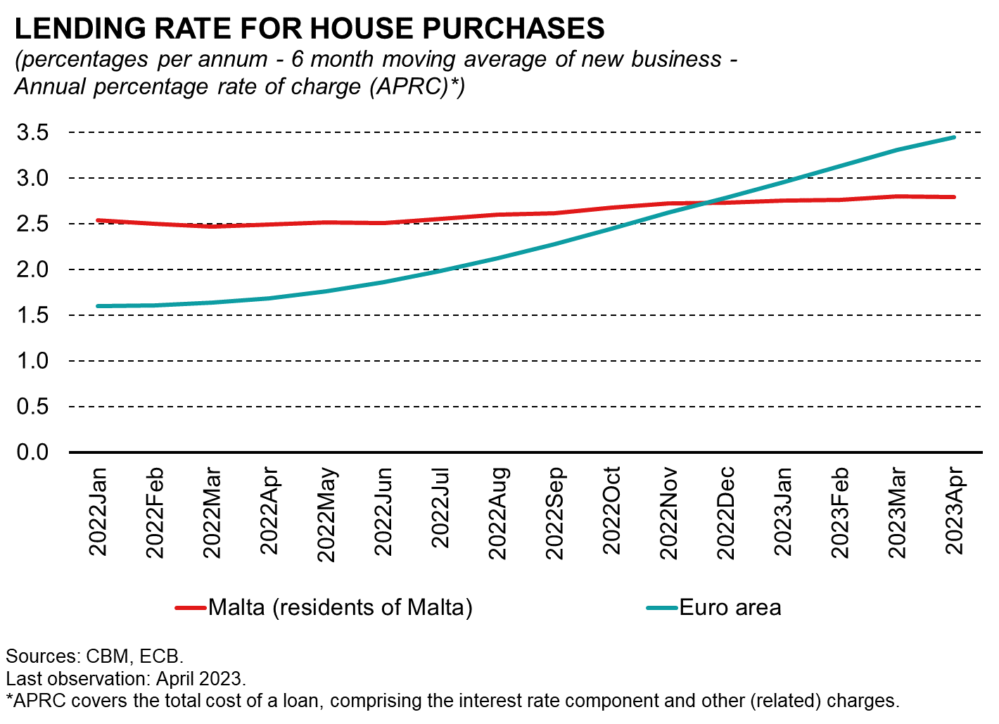 LENDING RATE FOR HOUSE PURCHASES
(percentages per annum - 6 month moving average of new business -
Annual percentage rate of charge (APRC)*)
3.5
3.0
2.5
2.0
1.5
1.0
0.5
0.0
2022Jan
2022Feb
2022Mar
2022Apr
2022May
2022Jun
2022Jul
2022Aug
2022Sep
2022Oct
2022Nov
2022Dec
2023Jan
2023Feb
2023Mar
2023Apr
Malta (residents of Malta)
Euro area
Sources: CBM, ECB.
Last observation: April 2023.
*APRC covers the total cost of a loan, comprising the interest rate component and other (related) charges.